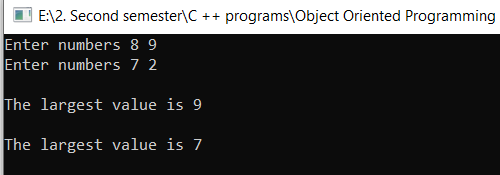 E:\2. Second semester\C ++ programs\Object Oriented Programming
Enter numbers 8 9
Enter numbers 7 2
The largest value is 9
The largest value is 7